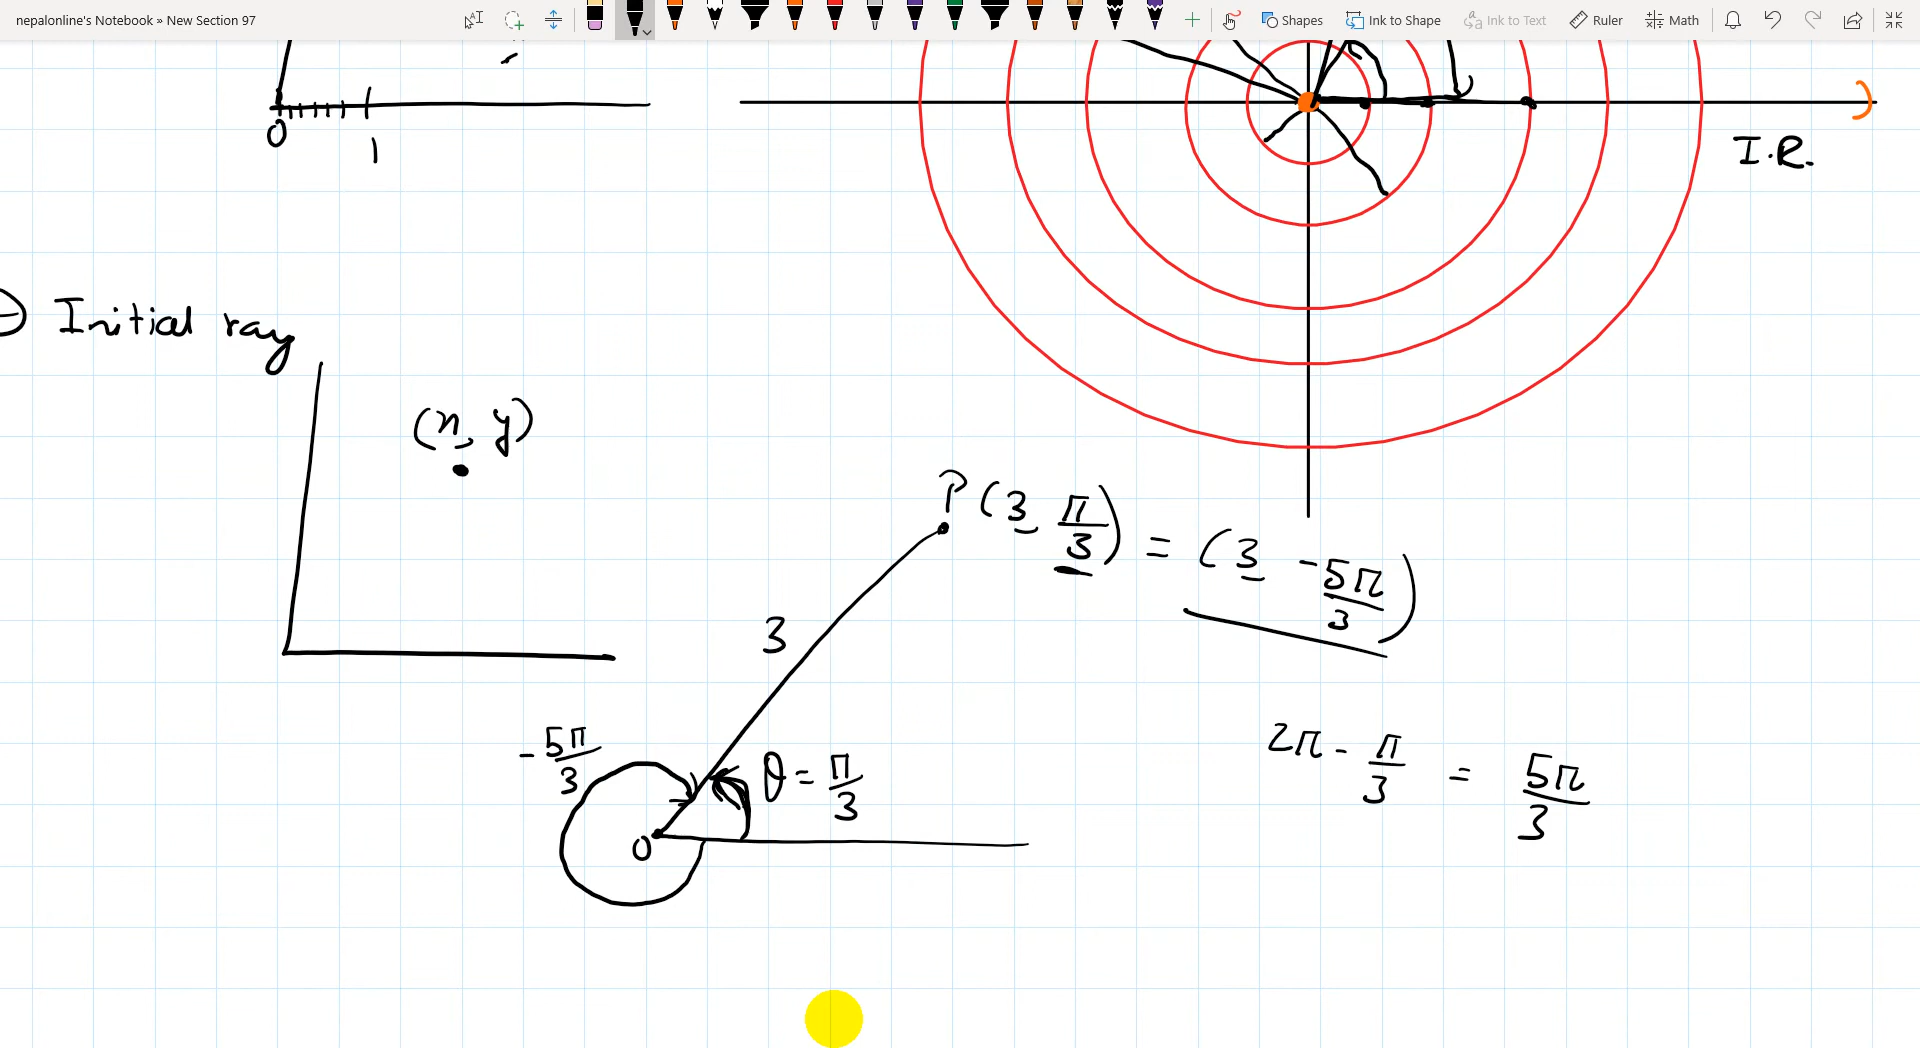 nepalonline's Notebook » New Section 97
Shapes
Ink to Shape
Ink to Text
Ruler
Math
0
1
I.R.
Initial ray
(x, y)
P (3, π/3) = (3, -5π/3)
3
-5π/3
θ = π/3
0
2π - π/3 = 5π/3